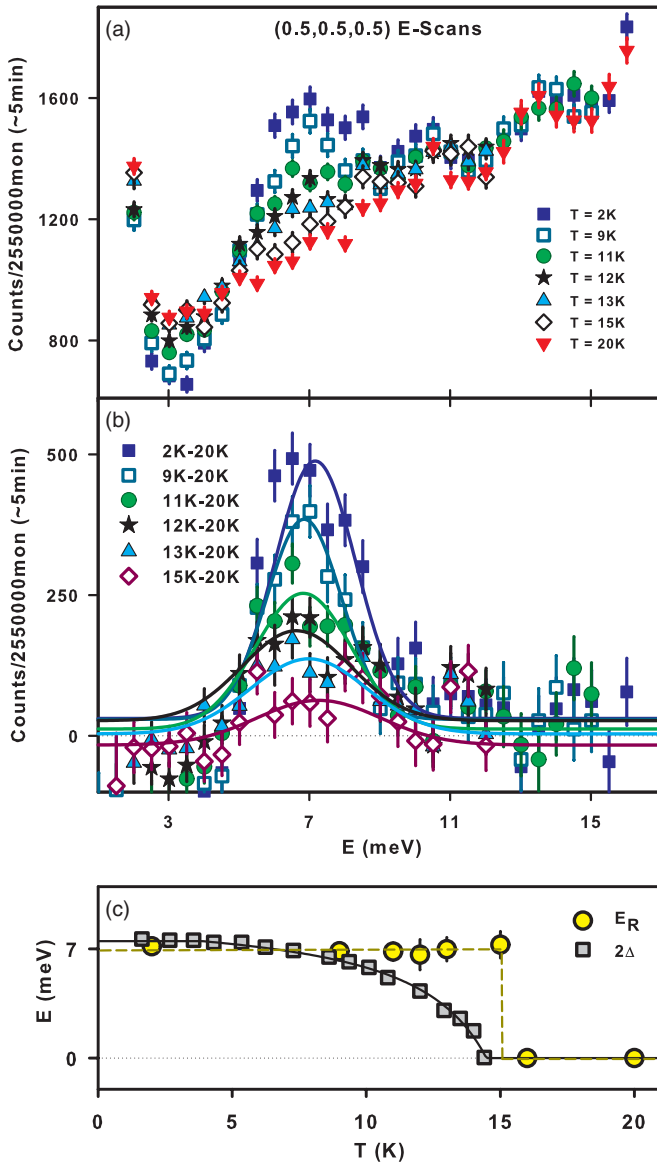 (a)
(0.5,0.5,0.5) E-Scans
Counts/2550000mon (~5min)
1600
1200
800
T = 2K
T = 9K
T = 11K
T = 12K
T = 13K
T = 15K
T = 20K
(b)
Counts/2550000mon (~5min)
500
250
0
2K-20K
9K-20K
11K-20K
12K-20K
13K-20K
15K-20K
3 7 11 15
E (meV)
(c)
E (meV)
7
0
E_R
2Δ
0 5 10 15 20
T (K)